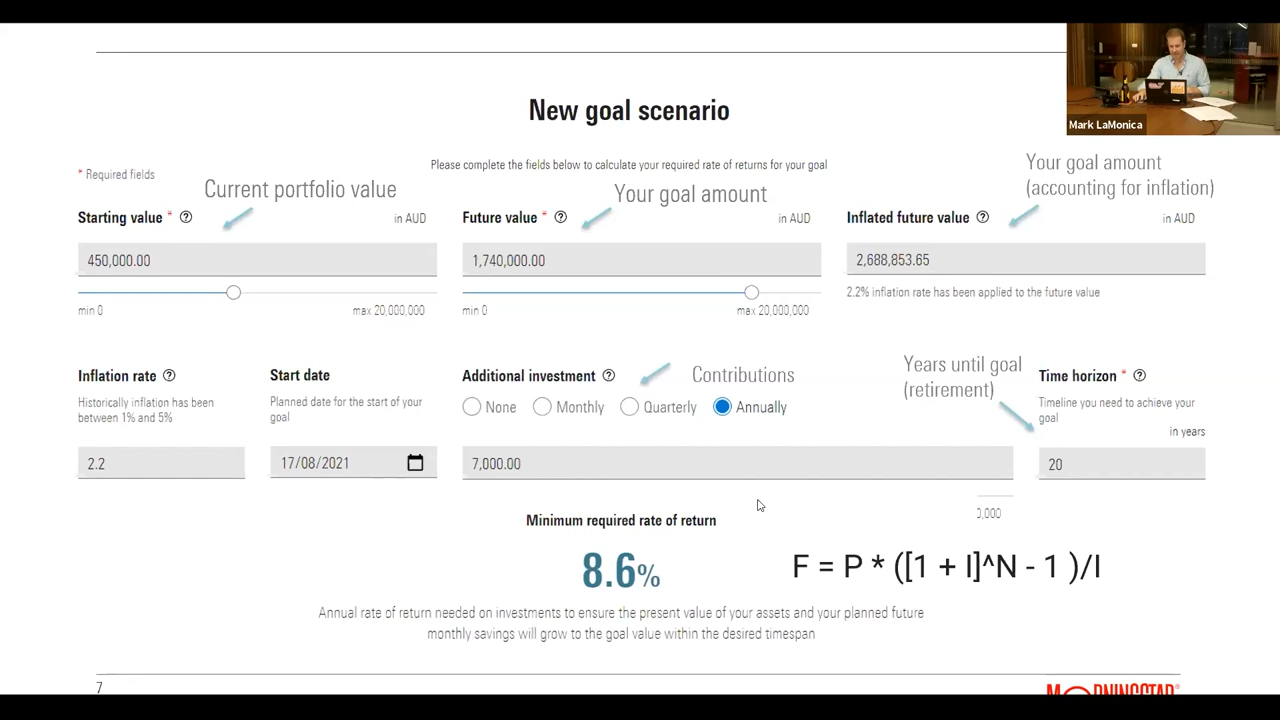 New goal scenario
Mark LaMonica
* Required fields
Please complete the fields below to calculate your required rate of returns for your goal
Current portfolio value
Your goal amount
Your goal amount
(accounting for inflation)
Starting value * ?
in AUD
Future value * ?
in AUD
Inflated future value ?
in AUD
450,000.00
1,740,000.00
2,688,853.65
min 0
max 20,000,000
min 0
max 20,000,000
2.2% inflation rate has been applied to the future value
Inflation rate ?
Historically inflation has been
between 1% and 5%
2.2
Start date
Planned date for the start of your
goal
17/08/2021
Additional investment ?
Contributions
None
Monthly
Quarterly
Annually
7,000.00
Years until goal
(retirement)
Time horizon * ?
Timeline you need to achieve your
goal
in years
20
0,000
Minimum required rate of return
8.6%
F = P * ([1 + I]^N - 1 )/I
Annual rate of return needed on investments to ensure the present value of your assets and your planned future
monthly savings will grow to the goal value within the desired timespan
7
MORNINGSTAR®